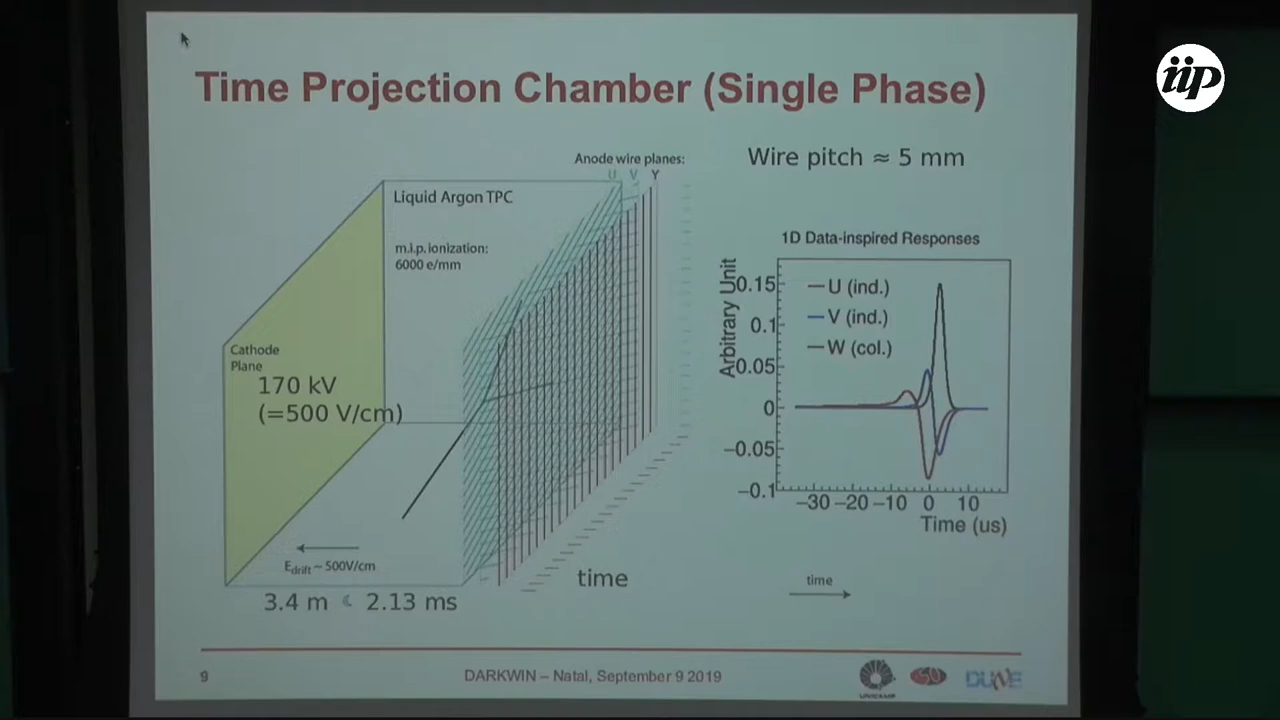 iip
Time Projection Chamber (Single Phase)
Anode wire planes:
U V Y
Wire pitch ≈ 5 mm
Liquid Argon TPC
m.i.p. ionization:
6000 e/mm
Cathode
Plane
170 kV
(=500 V/cm)
Edrift ~ 500V/cm
3.4 m
2.13 ms
time
1D Data-inspired Responses
Arbitrary Unit
U (ind.)
V (ind.)
W (col.)
0.15
0.1
0.05
0
−0.05
−0.1
−30 −20 −10 0 10
Time (us)
time
9
DARKWIN – Natal, September 9 2019
UNICAMP
DUNE